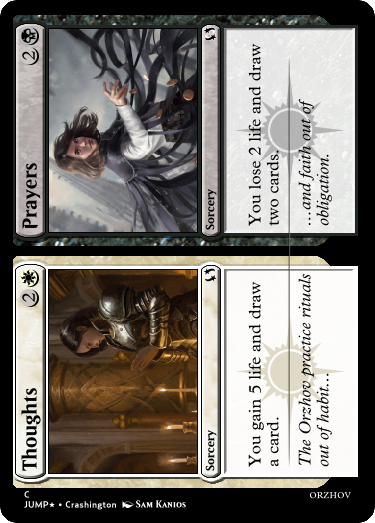 Thoughts 2
Sorcery
You gain 5 life and draw
a card.
The Orzhov practice rituals
out of habit...
Prayers 2
Sorcery
You lose 2 life and draw
two cards.
...and faith out of
obligation.
C
JUMP★ • Crashington SAM KANIOS
ORZHOV